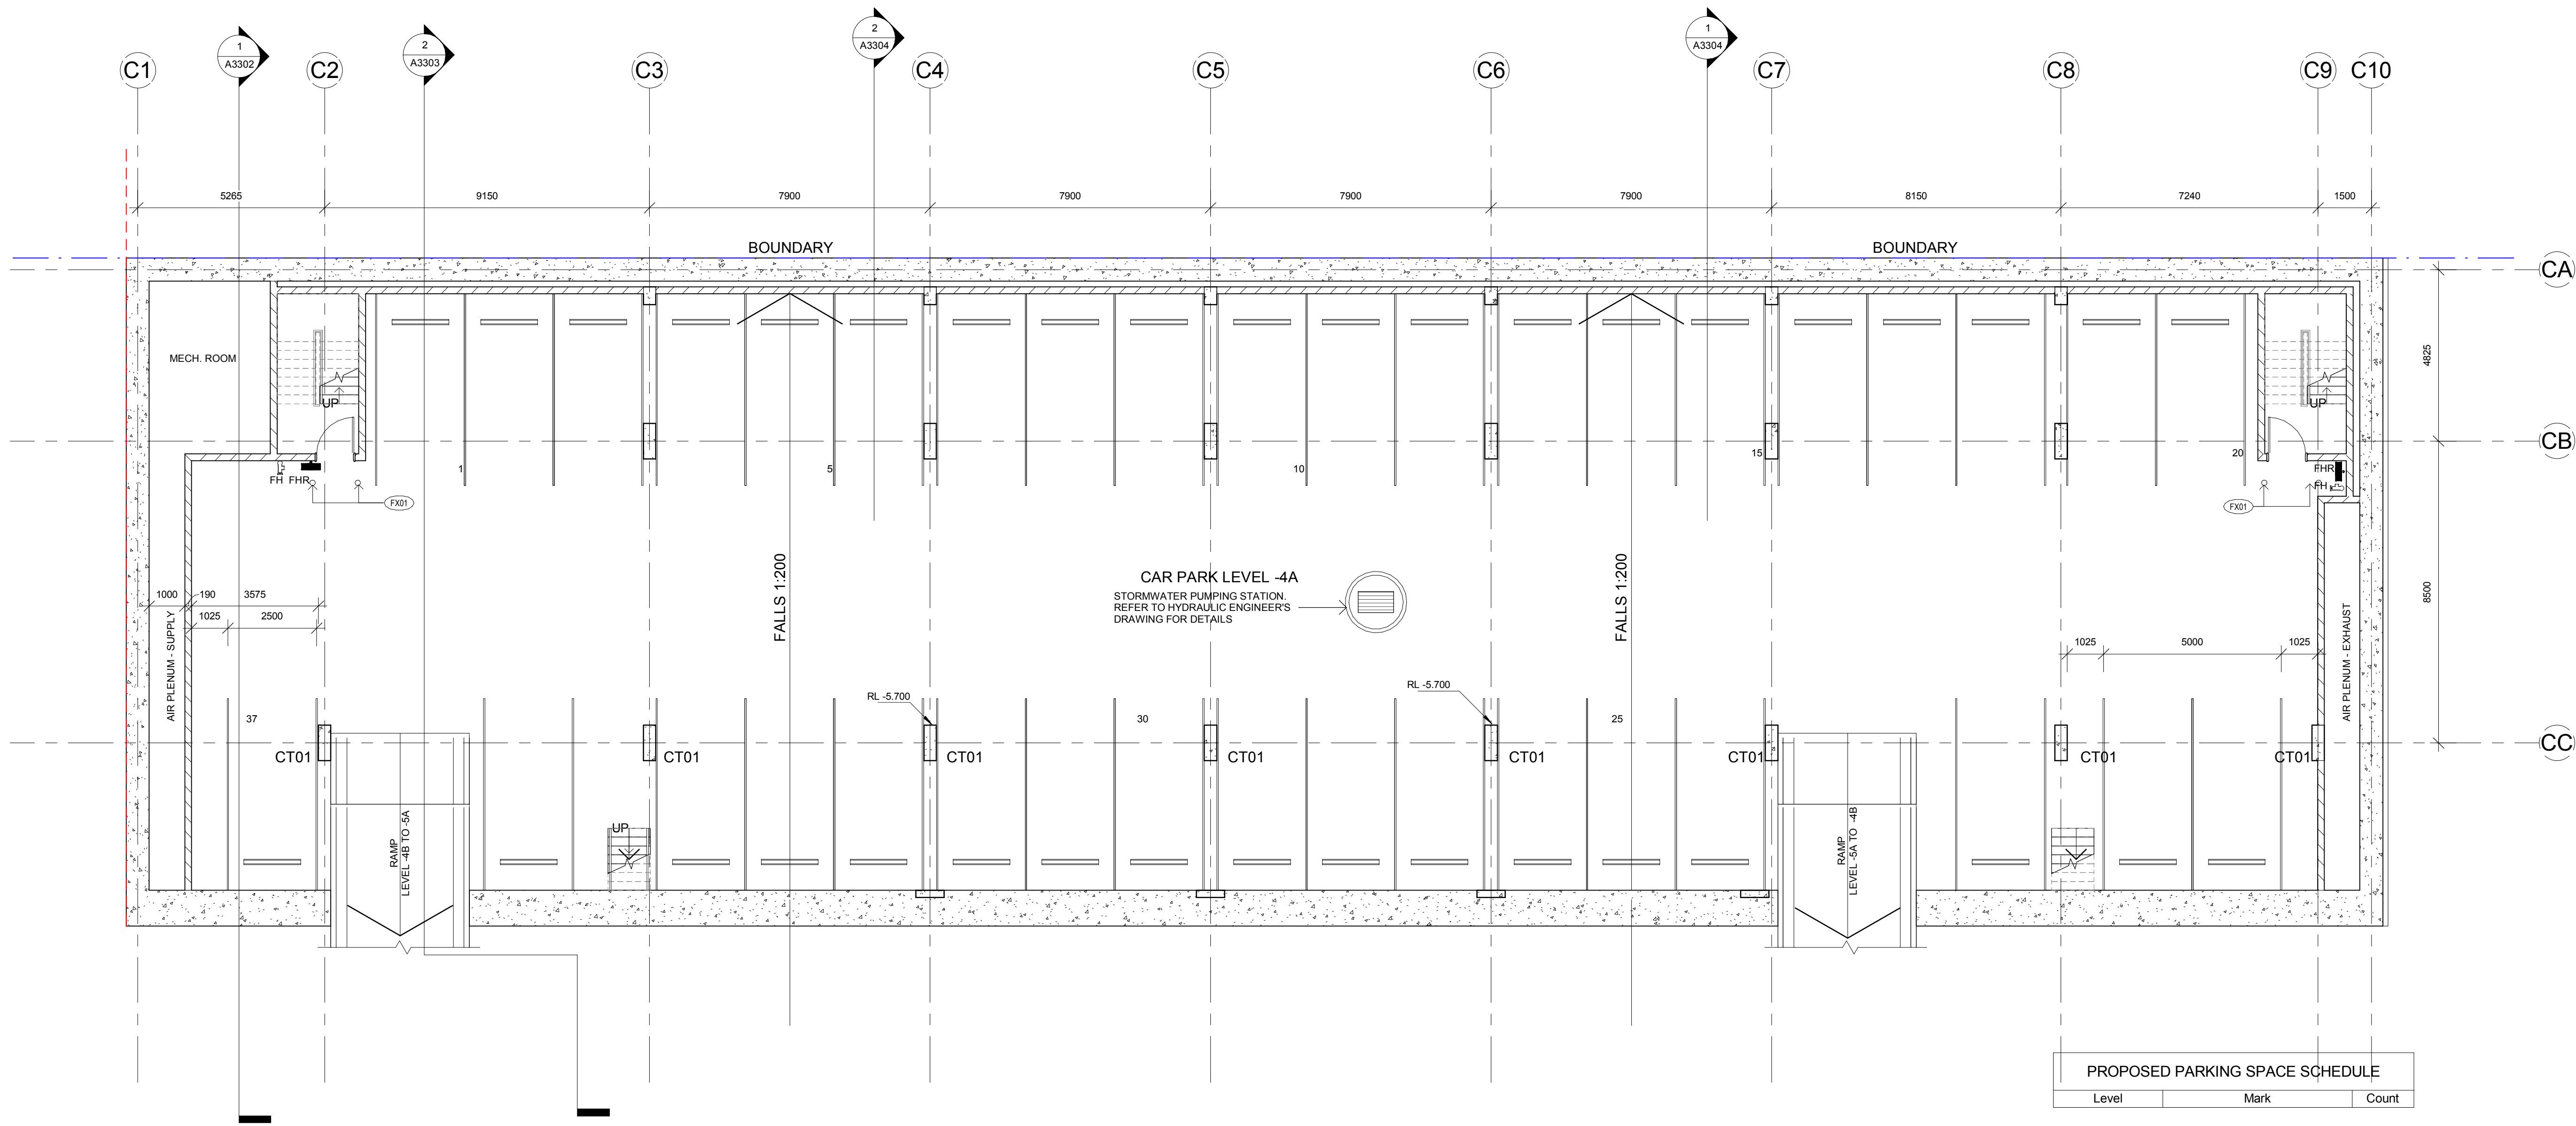 1
A3302
2
A3303
2
A3304
1
A3304
C1
C2
C3
C4
C5
C6
C7
C8
C9
C10
5265
9150
7900
7900
7900
7900
8150
7240
1500
BOUNDARY
BOUNDARY
CA
MECH. ROOM
4825
UP
UP
CB
1
5
10
15
20
FH
FHR
FHR
FH
FX01
FX01
FALLS 1:200
FALLS 1:200
CAR PARK LEVEL -4A
STORMWATER PUMPING STATION.
REFER TO HYDRAULIC ENGINEER'S
DRAWING FOR DETAILS
8500
1000
190
3575
1025
2500
AIR PLENUM - SUPPLY
1025
5000
1025
AIR PLENUM - EXHAUST
RL -5.700
RL -5.700
37
30
25
CC
CT01
CT01
CT01
CT01
CT01
CT01
CT01
CT01
UP
RAMP
LEVEL -4B TO -5A
RAMP
LEVEL -5A TO -4B
PROPOSED PARKING SPACE SCHEDULE
Level
Mark
Count